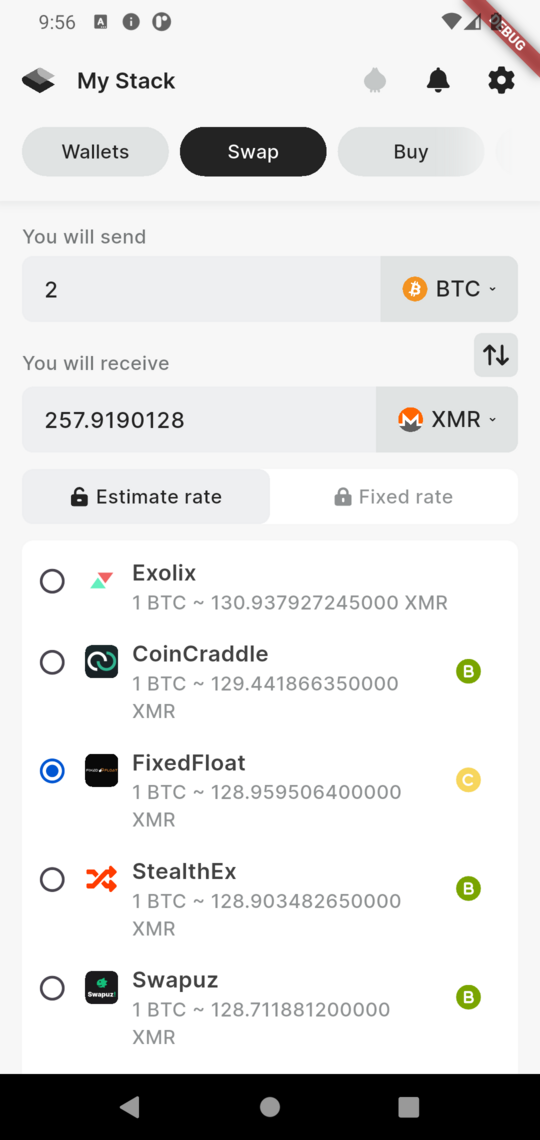 9:56
DEBUG
My Stack
Wallets
Swap
Buy
You will send
2
BTC
You will receive
257.9190128
XMR
Estimate rate
Fixed rate
Exolix
1 BTC ~ 130.937927245000 XMR
CoinCraddle
1 BTC ~ 129.441866350000
XMR
B
FixedFloat
1 BTC ~ 128.959506400000
XMR
C
StealthEx
1 BTC ~ 128.903482650000
XMR
B
Swapuz
Swapuz
1 BTC ~ 128.711881200000
XMR
B